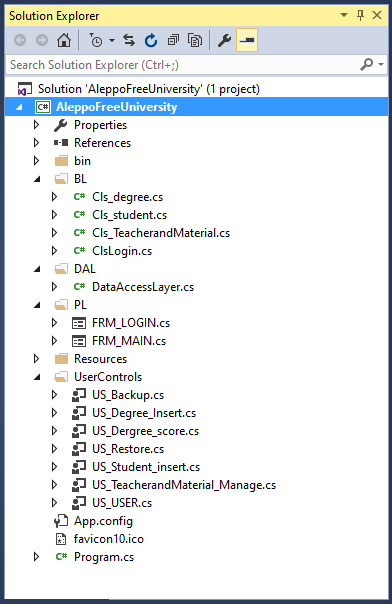 Solution Explorer
Search Solution Explorer (Ctrl+;)
Solution 'AleppoFreeUniversity' (1 project)
C# AleppoFreeUniversity
Properties
References
bin
BL
C# Cls_degree.cs
C# Cls_student.cs
C# Cls_TeacherandMaterial.cs
C# ClsLogin.cs
DAL
C# DataAccessLayer.cs
PL
FRM_LOGIN.cs
FRM_MAIN.cs
Resources
UserControls
US_Backup.cs
US_Degree_Insert.cs
US_Dergree_score.cs
US_Restore.cs
US_Student_insert.cs
US_TeacherandMaterial_Manage.cs
US_USER.cs
App.config
favicon10.ico
C# Program.cs